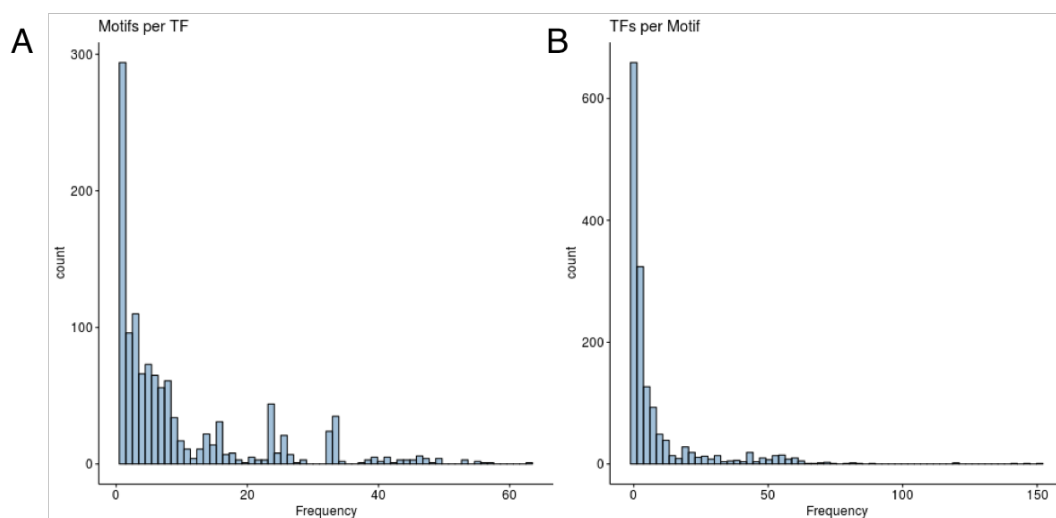 A
Motifs per TF
300
200
100
0
count
0 20 40 60
Frequency
B
TFs per Motif
600
400
200
0
count
0 50 100 150
Frequency